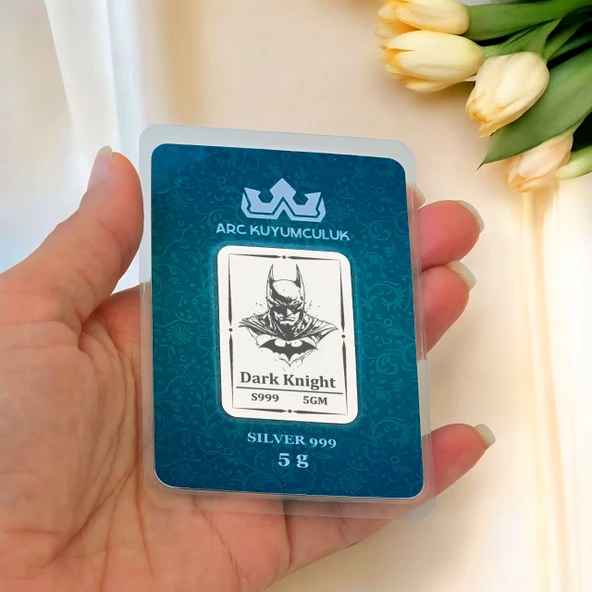 ARC KUYUMCULUK
Dark Knight
S999 5GM
SILVER 999
5 g